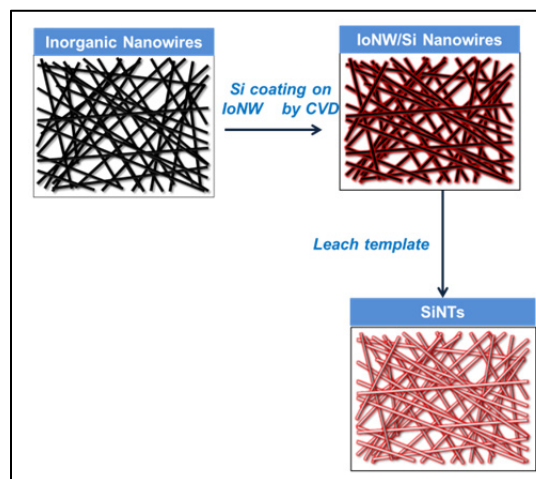 Inorganic Nanowires
IoNW/Si Nanowires
Si coating on
IoNW by CVD
Leach template
SiNTs